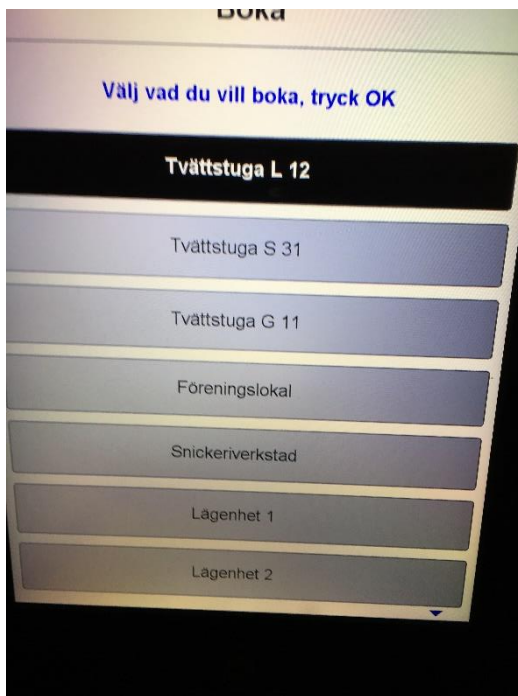 Boka
Välj vad du vill boka, tryck OK
Tvättstuga L 12
Tvättstuga S 31
Tvättstuga G 11
Föreningslokal
Snickeriverkstad
Lägenhet 1
Lägenhet 2